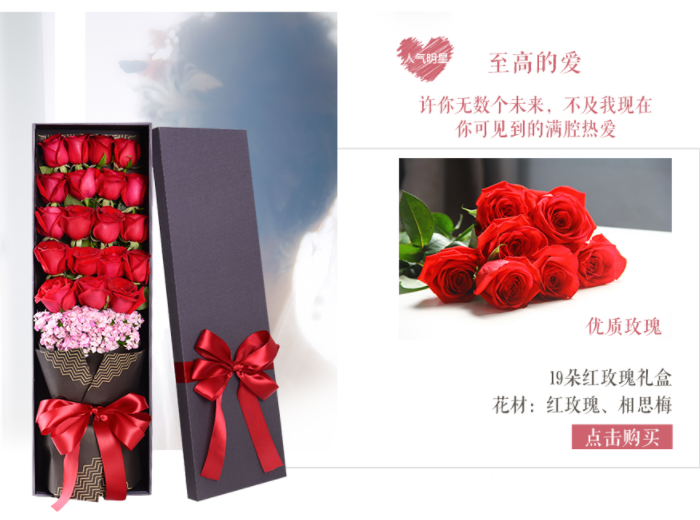 人气明星
至高的爱
许你无数个未来，不及我现在
你可见到的满腔热爱
优质玫瑰
19朵红玫瑰礼盒
花材：红玫瑰、相思梅
点击购买